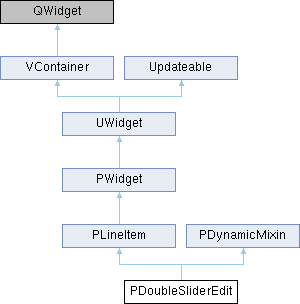 QWidget
VContainer
Updateable
UWidget
PWidget
PLineItem
PDynamicMixin
PDoubleSliderEdit